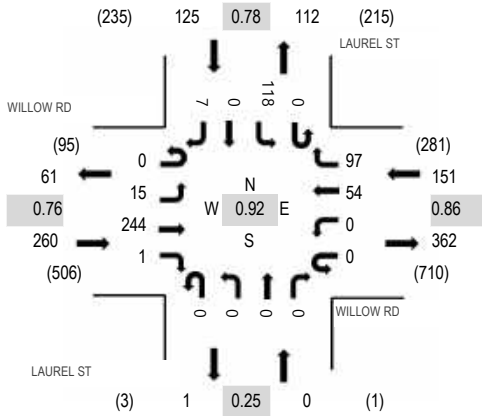 (235) 125 0.78 112 (215)
LAUREL ST
7 0 118 0
WILLOW RD
(95) 0 97 (281)
61 54 151
15 N
0.76 W 0.92 E 0.86
244 0
260 S 362
1 0
(506) (710)
0 0 0 0
WILLOW RD
LAUREL ST
(3) 1 0.25 0 (1)